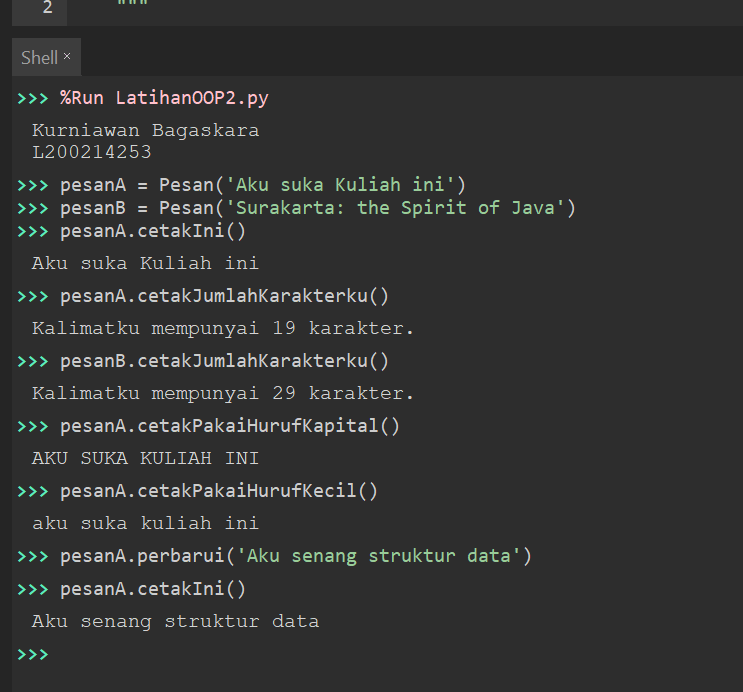 2 """
Shell ×
>>> %Run LatihanOOP2.py
Kurniawan Bagaskara
L200214253
>>> pesanA = Pesan('Aku suka Kuliah ini')
>>> pesanB = Pesan('Surakarta: the Spirit of Java')
>>> pesanA.cetakIni()
Aku suka Kuliah ini
>>> pesanA.cetakJumlahKarakterku()
Kalimatku mempunyai 19 karakter.
>>> pesanB.cetakJumlahKarakterku()
Kalimatku mempunyai 29 karakter.
>>> pesanA.cetakPakaiHurufKapital()
AKU SUKA KULIAH INI
>>> pesanA.cetakPakaiHurufKecil()
aku suka kuliah ini
>>> pesanA.perbarui('Aku senang struktur data')
>>> pesanA.cetakIni()
Aku senang struktur data
>>>